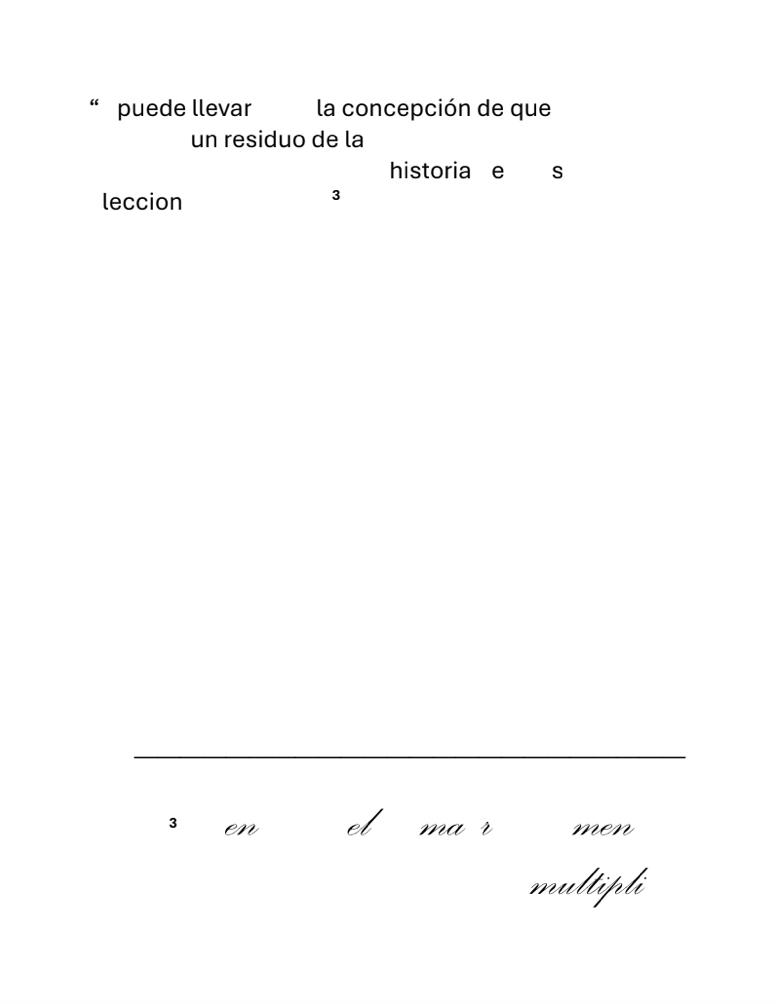 “ puede llevar la concepción de que
un residuo de la
historia e s
leccion 3
3 en el ma r men
multipli